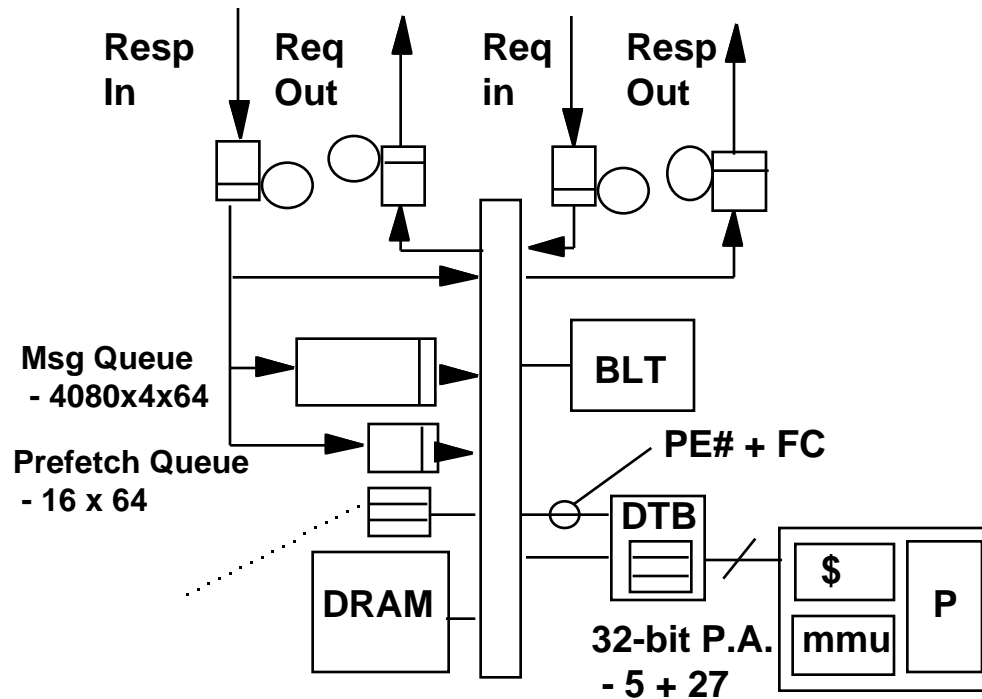 Resp
In
Req
Out
Req
in
Resp
Out
Msg Queue
- 4080x4x64
BLT
Prefetch Queue
- 16 x 64
PE# + FC
DTB
DRAM
$
mmu
P
32-bit P.A.
- 5 + 27